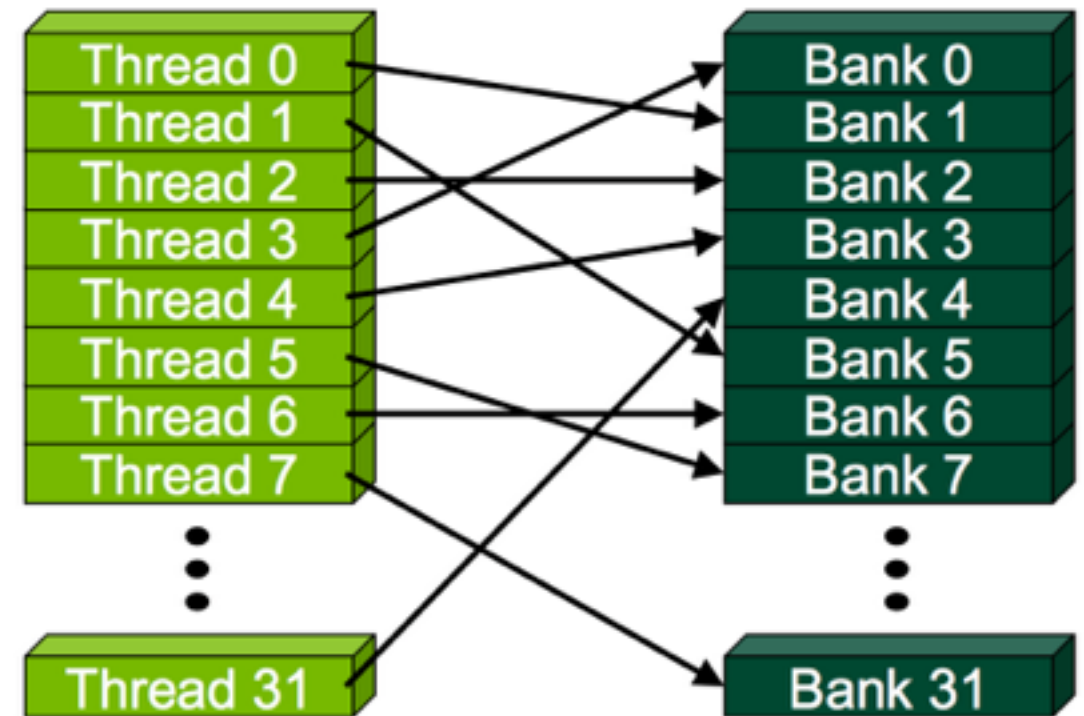 Thread 0
Thread 1
Thread 2
Thread 3
Thread 4
Thread 5
Thread 6
Thread 7
Thread 31
Bank 0
Bank 1
Bank 2
Bank 3
Bank 4
Bank 5
Bank 6
Bank 7
Bank 31